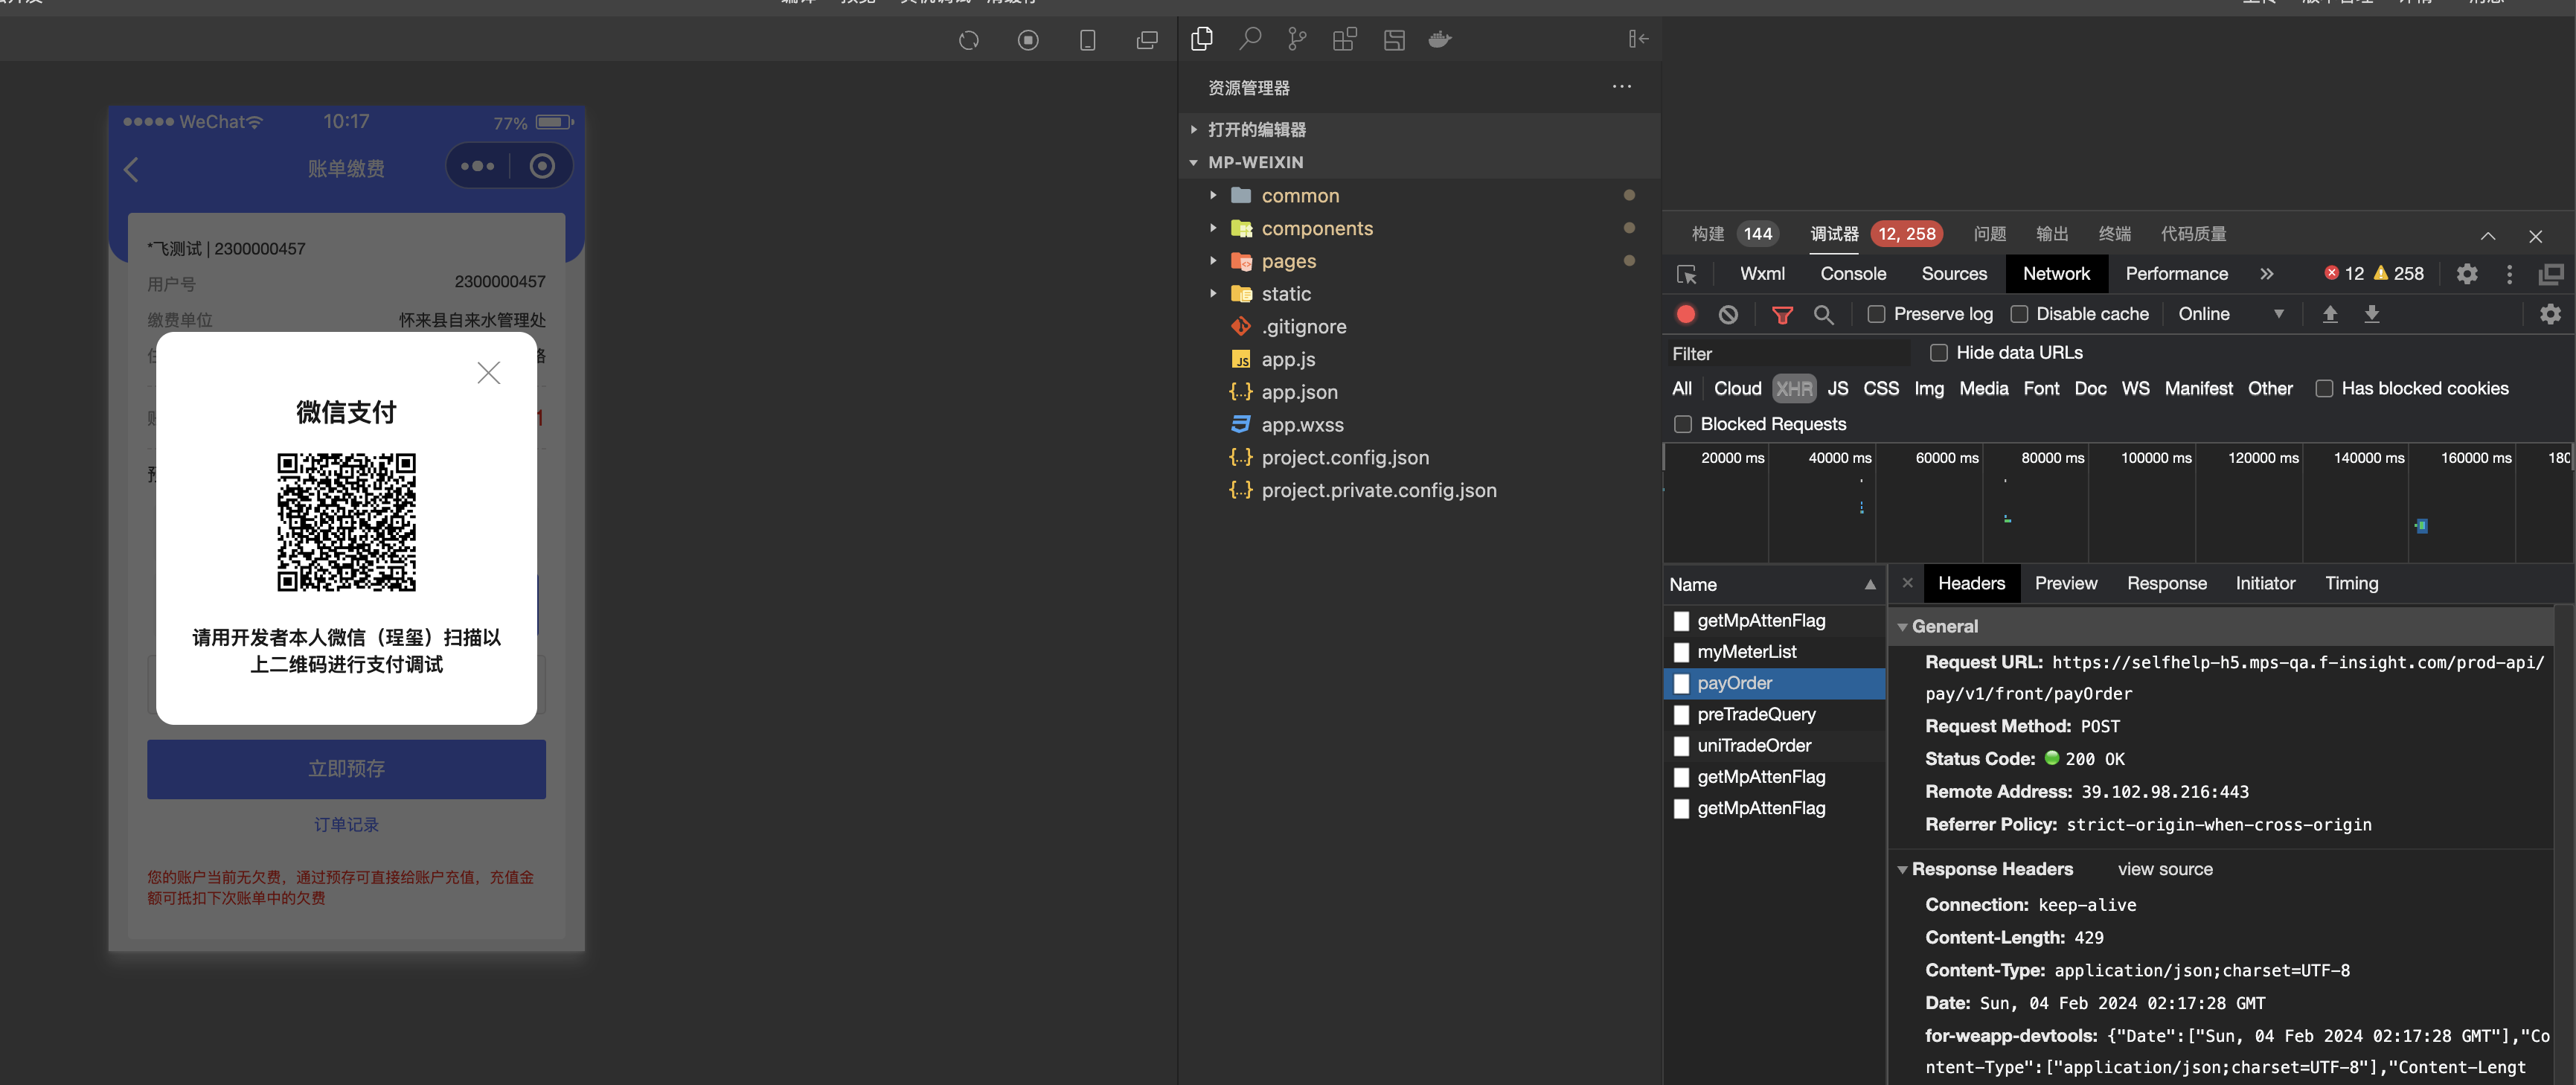 WeChat
10:17
77%
账单缴费
*飞测试 | 2300000457
用户号
2300000457
缴费单位
怀来县自来水管理处
微信支付
请用开发者本人微信（珵玺）扫描以
上二维码进行支付调试
立即预存
订单记录
您的账户当前无欠费，通过预存可直接给账户充值，充值金
额可抵扣下次账单中的欠费
资源管理器
打开的编辑器
MP-WEIXIN
common
components
pages
static
.gitignore
app.js
app.json
app.wxss
project.config.json
project.private.config.json
构建 144 调试器 12, 258 问题 输出 终端 代码质量
Wxml Console Sources Network Performance 12 258
Preserve log Disable cache Online
Filter Hide data URLs
All Cloud XHR JS CSS Img Media Font Doc WS Manifest Other Has blocked cookies
Blocked Requests
20000 ms 40000 ms 60000 ms 80000 ms 100000 ms 120000 ms 140000 ms 160000 ms
Name
getMpAttenFlag
myMeterList
payOrder
preTradeQuery
uniTradeOrder
getMpAttenFlag
getMpAttenFlag
Headers Preview Response Initiator Timing
General
Request URL: https://selfhelp-h5.mps-qa.f-insight.com/prod-api/
pay/v1/front/payOrder
Request Method: POST
Status Code: 200 OK
Remote Address: 39.102.98.216:443
Referrer Policy: strict-origin-when-cross-origin
Response Headers view source
Connection: keep-alive
Content-Length: 429
Content-Type: application/json;charset=UTF-8
Date: Sun, 04 Feb 2024 02:17:28 GMT
for-weapp-devtools: {"Date":["Sun, 04 Feb 2024 02:17:28 GMT"],"Co
ntent-Type":["application/json;charset=UTF-8"],"Content-Lengt